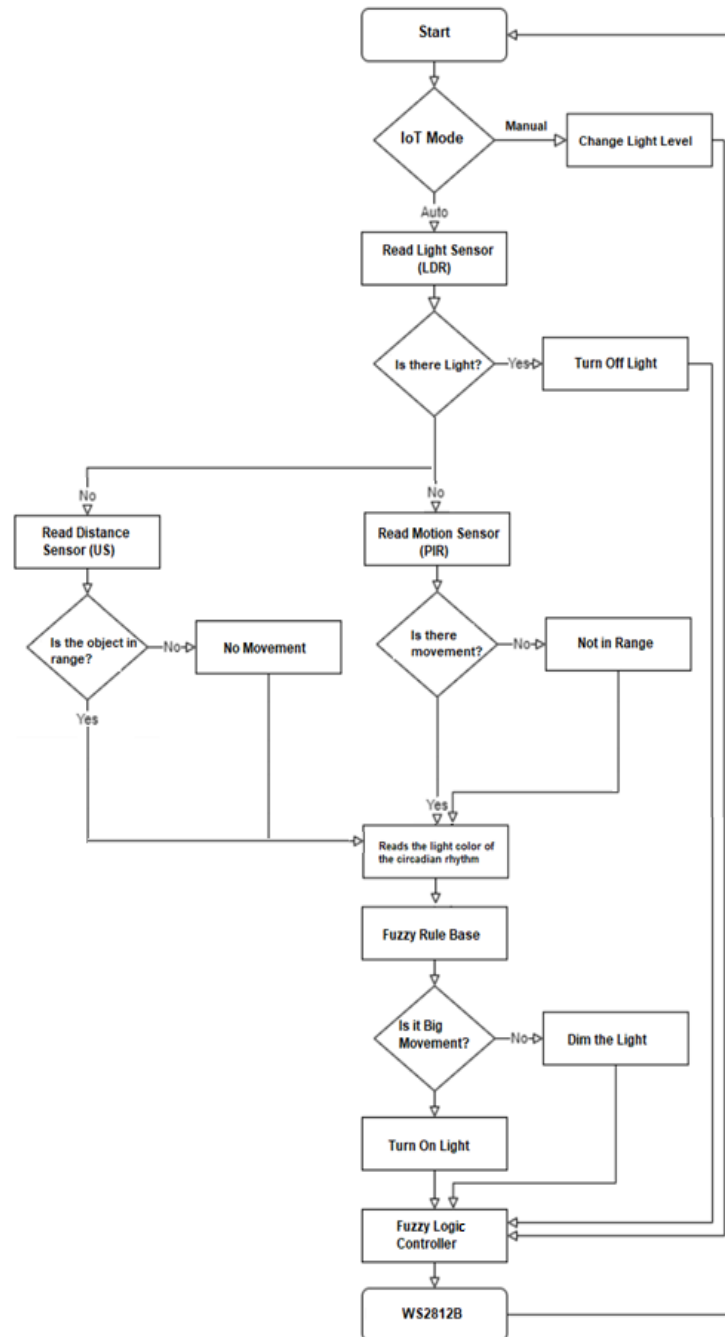 Start
IoT Mode
Manual
Change Light Level
Auto
Read Light Sensor
(LDR)
Is there Light?
Yes
Turn Off Light
No
No
Read Distance
Sensor (US)
Read Motion Sensor
(PIR)
Is the object in
range?
No
No Movement
Is there
movement?
No
Not in Range
Yes
Yes
Reads the light color of
the circadian rhythm
Fuzzy Rule Base
Is it Big
Movement?
No
Dim the Light
Turn On Light
Fuzzy Logic
Controller
WS2812B